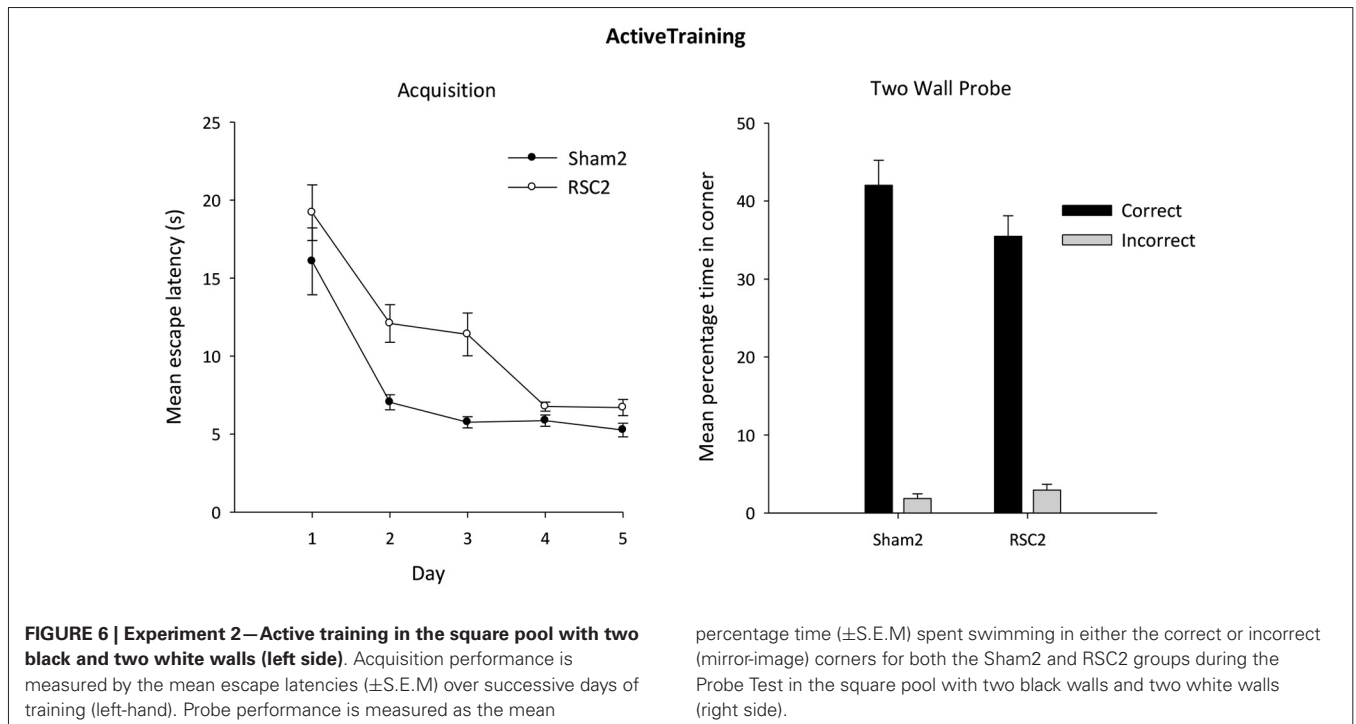 ActiveTraining
Acquisition
25
20
15
10
5
0
Mean escape latency (s)
Sham2
RSC2
1 2 3 4 5
Day
Two Wall Probe
50
40
30
20
10
0
Mean percentage time in corner
Correct
Incorrect
Sham2 RSC2
FIGURE 6 | Experiment 2—Active training in the square pool with two
black and two white walls (left side). Acquisition performance is
measured by the mean escape latencies (±S.E.M) over successive days of
training (left-hand). Probe performance is measured as the mean
percentage time (±S.E.M) spent swimming in either the correct or incorrect
(mirror-image) corners for both the Sham2 and RSC2 groups during the
Probe Test in the square pool with two black walls and two white walls
(right side).